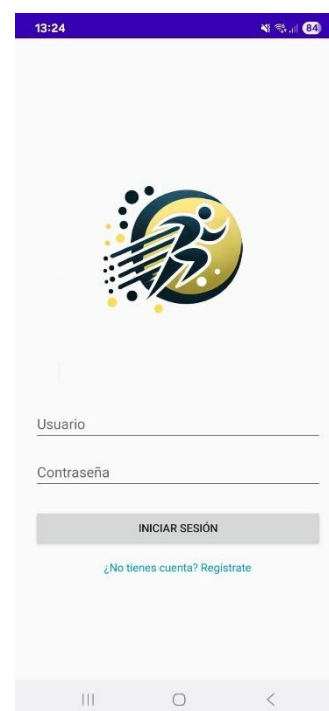 13:24
84
Usuario
Contraseña
INICIAR SESIÓN
¿No tienes cuenta? Regístrate